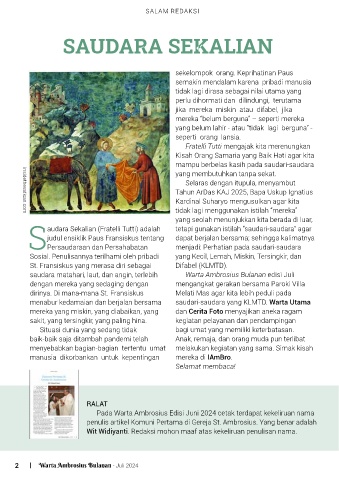 SALAM REDAKSI
SAUDARA SEKALIAN
Saudara Sekalian (Fratelli Tutti) adalah
judul ensiklik Paus Fransiskus tentang
Persaudaraan dan Persahabatan
Sosial. Penulisannya terilhami oleh pribadi
St. Fransiskus yang merasa diri sebagai
saudara matahari, laut, dan angin, terlebih
dengan mereka yang sedaging dengan
dirinya. Di mana-mana St. Fransiskus
menabur kedamaian dan berjalan bersama
mereka yang miskin, yang diabaikan, yang
sakit, yang tersingkir, yang paling hina.
Situasi dunia yang sedang tidak
baik-baik saja ditambah pandemi telah
menyebabkan bagian-bagian tertentu umat
manusia dikorbankan untuk kepentingan
sekelompok orang. Keprihatinan Paus
semakin mendalam karena pribadi manusia
tidak lagi dirasa sebagai nilai utama yang
perlu dihormati dan dilindungi, terutama
jika mereka miskin atau difabel, jika
mereka “belum berguna” – seperti mereka
yang belum lahir - atau “tidak lagi berguna” -
seperti orang lansia.
Fratelli Tutti mengajak kita merenungkan
Kisah Orang Samaria yang Baik Hati agar kita
mampu berbelas kasih pada saudari-saudara
yang membutuhkan tanpa sekat.
Selaras dengan itupula, menyambut
Tahun ArDas KAJ 2025, Bapa Uskup Ignatius
Kardinal Suharyo mengusulkan agar kita
tidak lagi menggunakan istilah “mereka”
yang seolah menunjukkan kita berada di luar,
tetapi gunakan istilah “saudari-saudara” agar
dapat berjalan bersama; sehingga kalimatnya
menjadi: Perhatian pada saudari-saudara
yang Kecil, Lemah, Miskin, Tersingkir, dan
Difabel (KLMTD).
Warta Ambrosius Bulanan edisi Juli
mengangkat gerakan bersama Paroki Villa
Melati Mas agar kita lebih peduli pada
saudari-saudara yang KLMTD. Warta Utama
dan Cerita Foto menyajikan aneka ragam
kegiatan pelayanan dan pendampingan
bagi umat yang memiliki keterbatasan.
Anak, remaja, dan orang muda pun terlibat
melakukan kegiatan yang sama. Simak kisah
mereka di IAmBro.
Selamat membaca!
RALAT
Pada Warta Ambrosius Edisi Juni 2024 cetak terdapat kekeliruan nama
penulis artikel Komuni Pertama di Gereja St. Ambrosius. Yang benar adalah
Wit Widiyanti. Redaksi mohon maaf atas kekeliruan penulisan nama.
2 | Warta Ambrosius Bulanan - Juli 2024